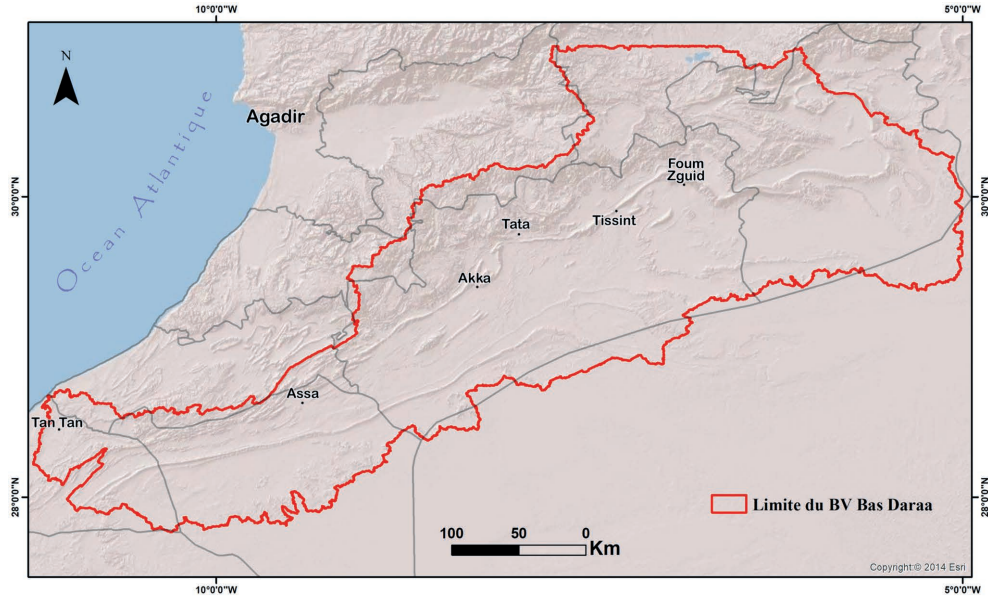 10°0'0"W
5°0'0"W
N
Ocean Atlantique
Agadir
Foum
Zguid
30°0'0"N
30°0'0"N
Tata
Tissint
Akka
Assa
Tan Tan
28°0'0"N
28°0'0"N
Limite du BV Bas Daraa
100 50 0
Km
Copyright:© 2014 Esri
10°0'0"W
5°0'0"W